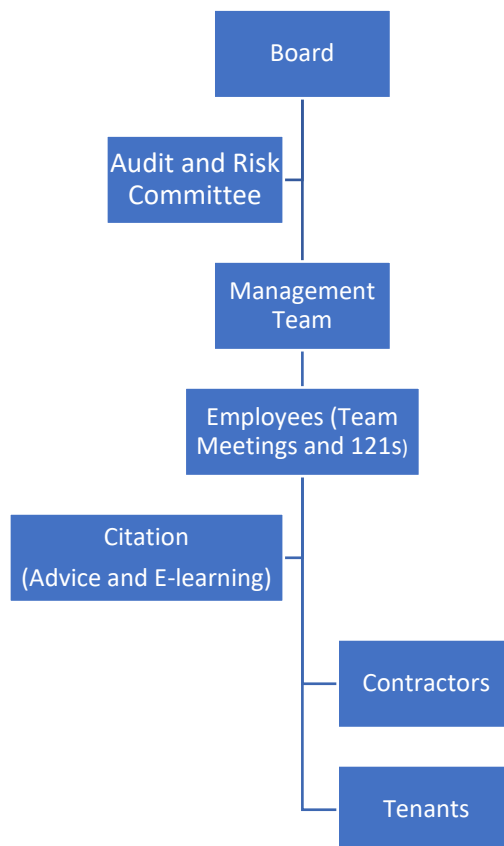 Board
Audit and Risk
Committee
Management
Team
Employees (Team
Meetings and 121s)
Citation
(Advice and E-learning)
Contractors
Tenants